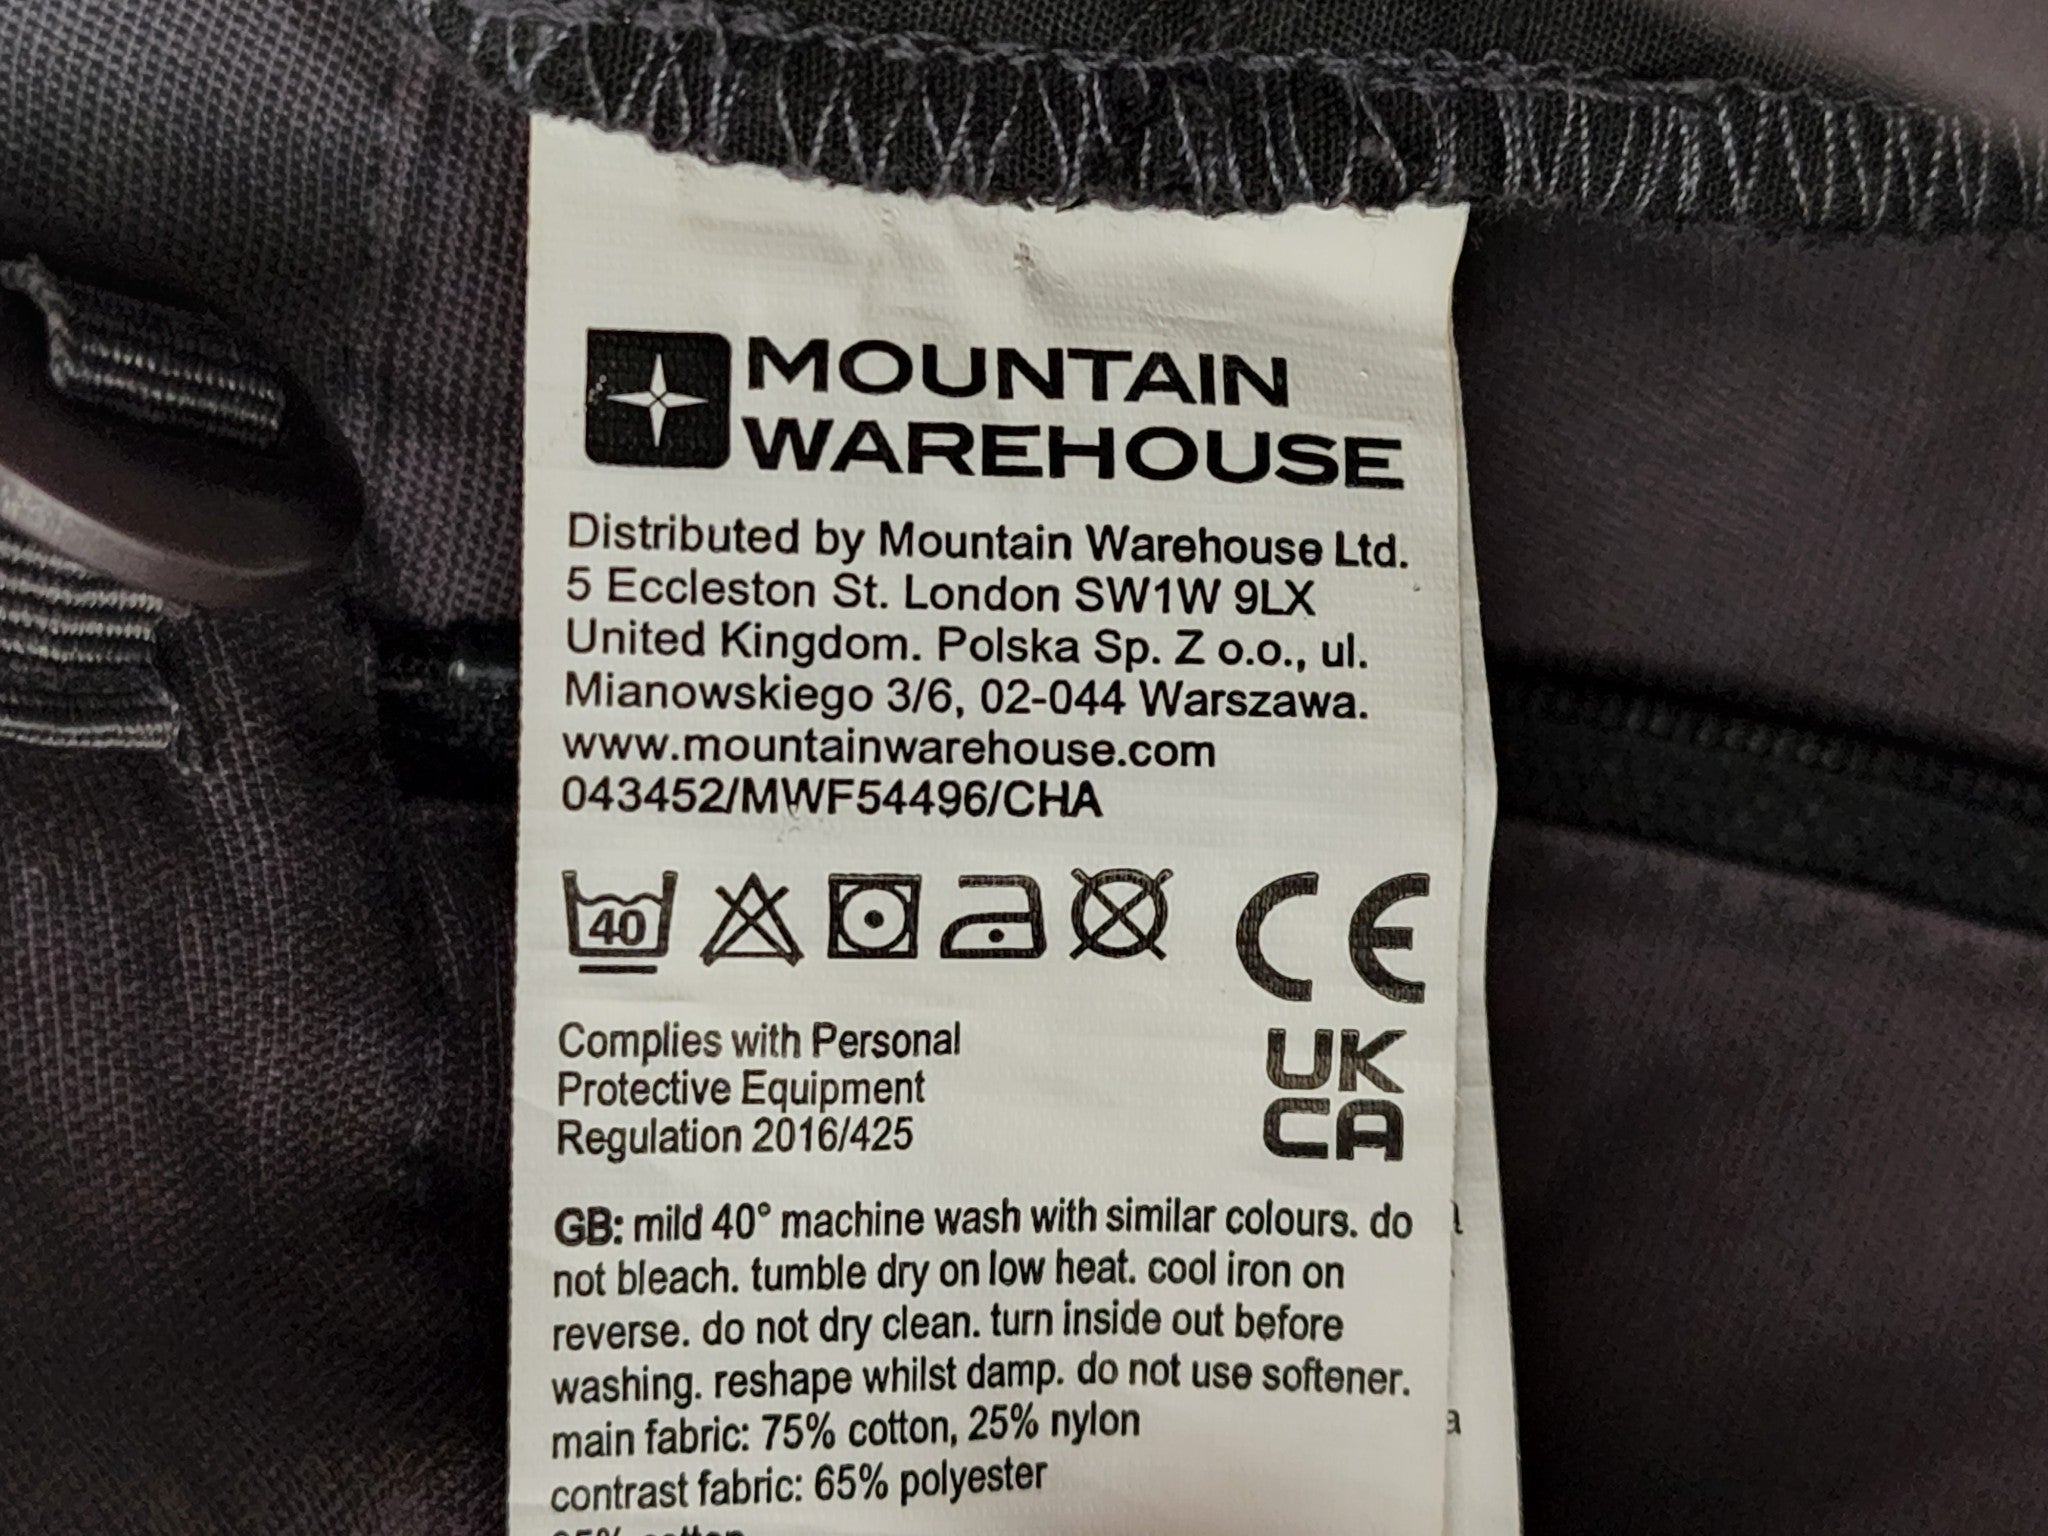 MOUNTAIN
WAREHOUSE
Distributed by Mountain Warehouse Ltd.
5 Eccleston St. London SW1W 9LX
United Kingdom. Polska Sp. Z o.o., ul.
Mianowskiego 3/6, 02-044 Warszawa.
www.mountainwarehouse.com
043452/MWF54496/CHA
40
CE
UK
CA
Complies with Personal
Protective Equipment
Regulation 2016/425
GB: mild 40° machine wash with similar colours. do
not bleach. tumble dry on low heat. cool iron on
reverse. do not dry clean. turn inside out before
washing. reshape whilst damp. do not use softener.
main fabric: 75% cotton, 25% nylon
contrast fabric: 65% polyester